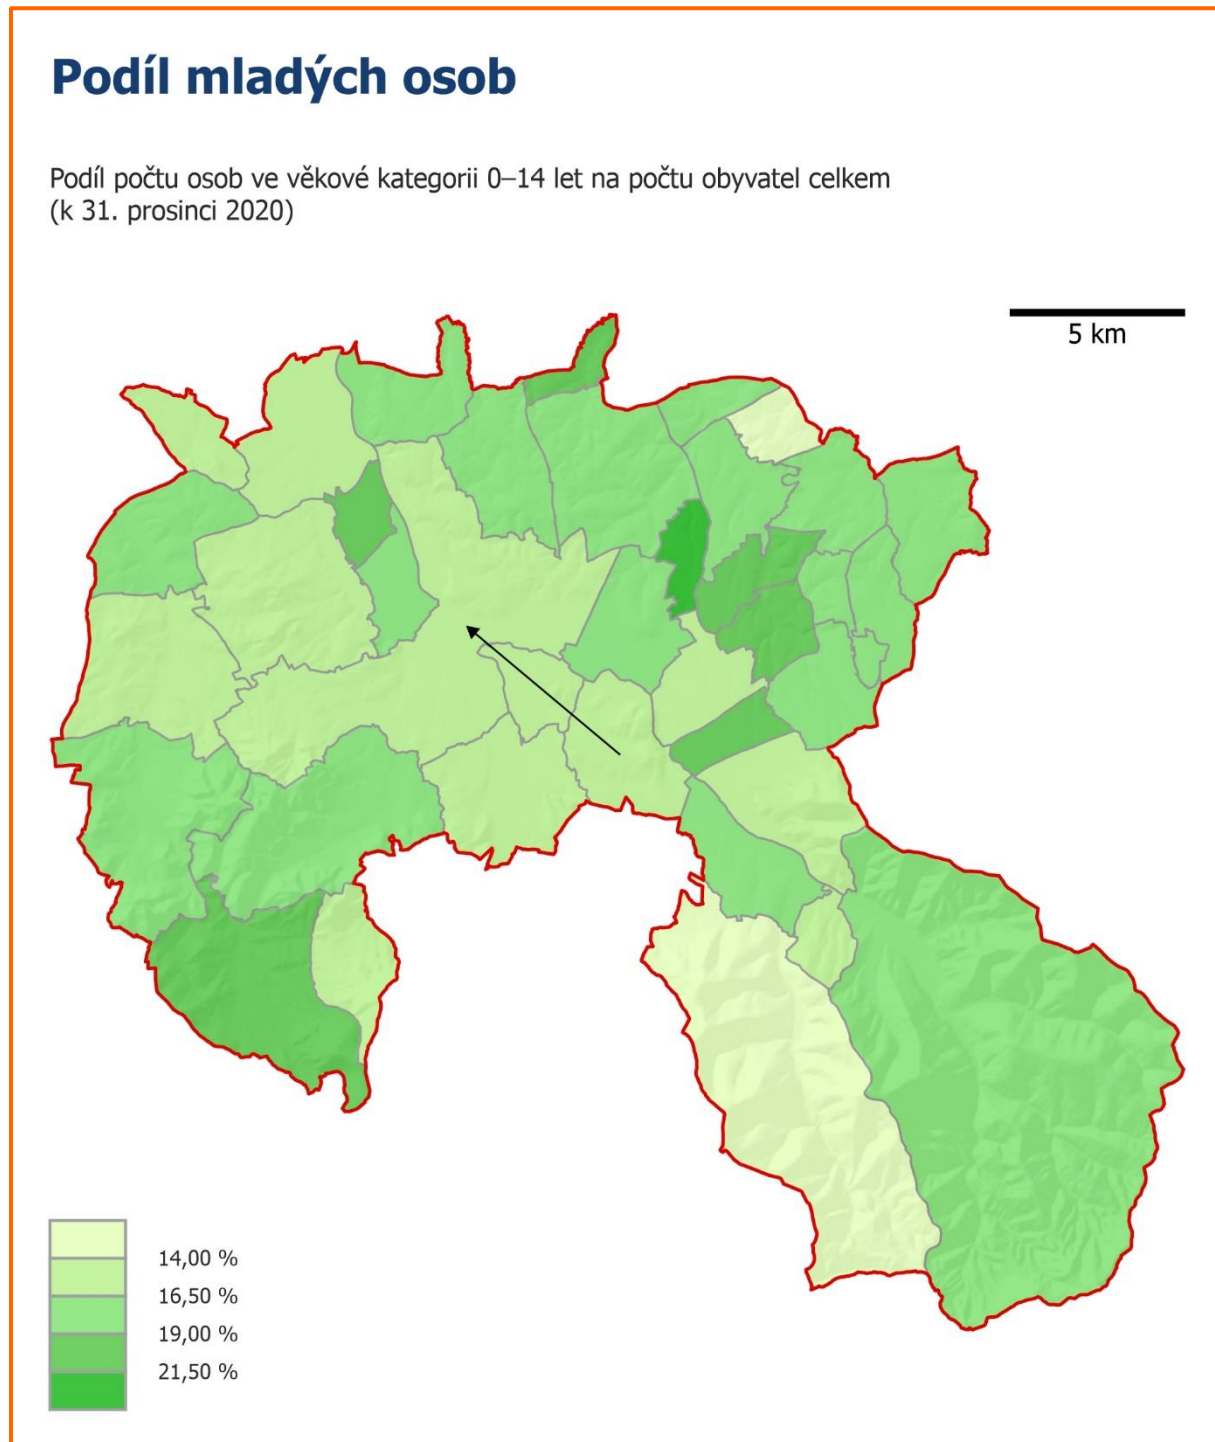 Podíl mladých osob
Podíl počtu osob ve věkové kategorii 0–14 let na počtu obyvatel celkem
(k 31. prosinci 2020)
5 km
14,00 %
16,50 %
19,00 %
21,50 %